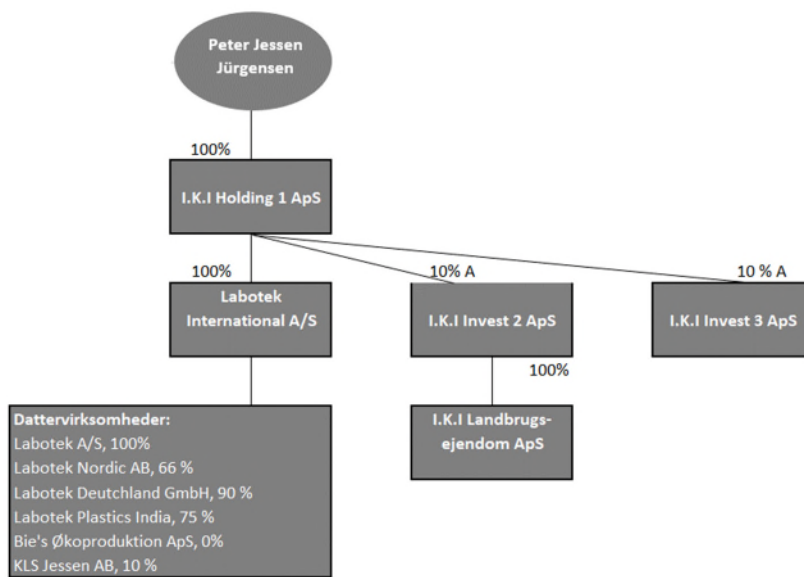 Peter Jessen
Jürgensen
100%
I.K.I Holding 1 ApS
100%
10% A
10 % A
Labotek
International A/S
I.K.I Invest 2 ApS
I.K.I Invest 3 ApS
100%
Dattervirksomheder:
Labotek A/S, 100%
Labotek Nordic AB, 66 %
Labotek Deutchland GmbH, 90 %
Labotek Plastics India, 75 %
Bie's Økoproduktion ApS, 0%
KLS Jessen AB, 10 %
I.K.I Landbrugs-
ejendom ApS